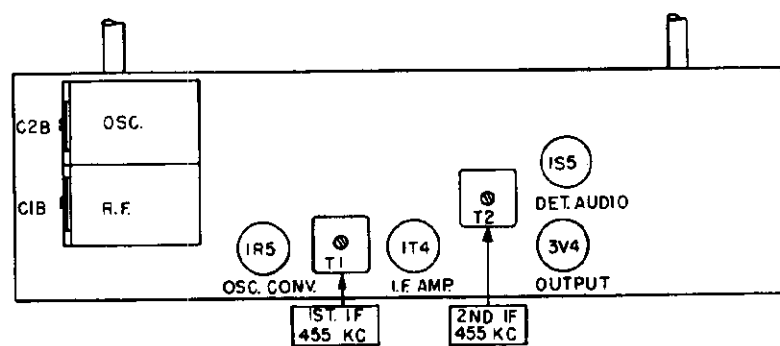 C2B
OSC.
C1B
R.F.
1S5
DET. AUDIO
T2
1R5
OSC. CONV.
T1
1T4
I.F. AMP.
3V4
OUTPUT
1ST. I.F
455 KC
2ND IF
455 KC